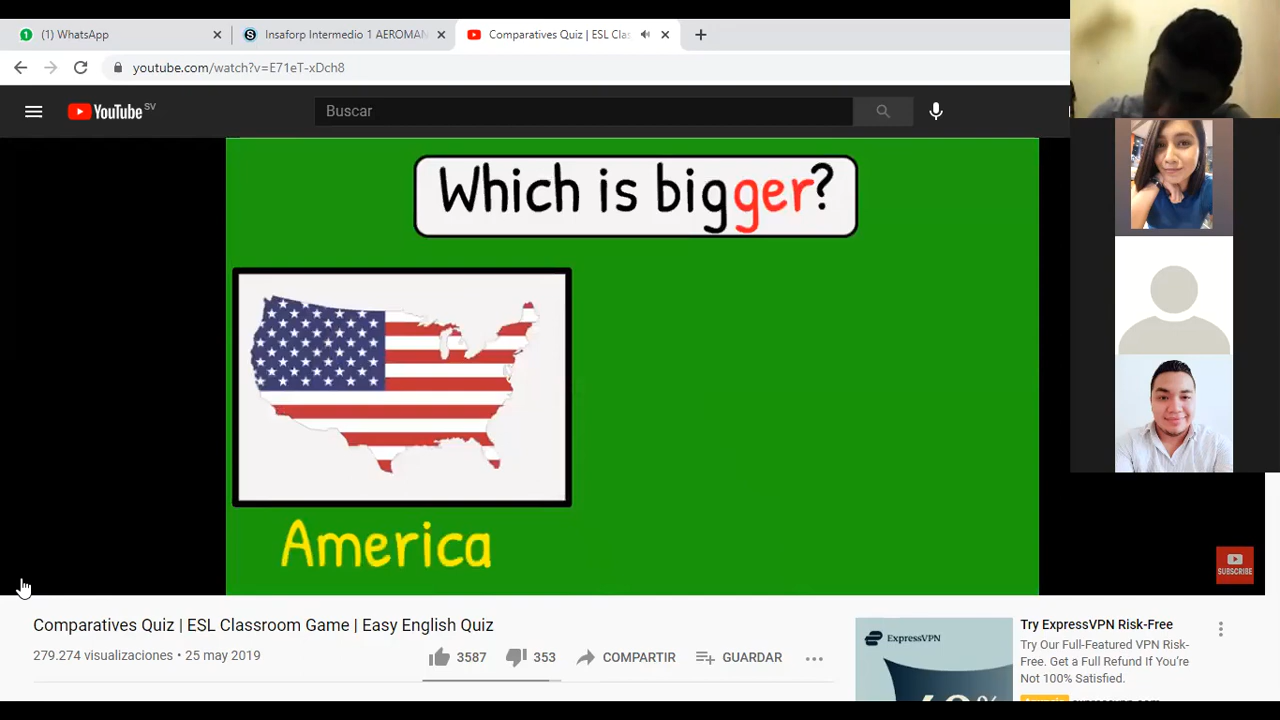 (1) WhatsApp
Insaforp Intermedio 1 AEROMAN
Comparatives Quiz | ESL Clas
youtube.com/watch?v=E71eT-xDch8
YouTube SV
Buscar
Which is bigger?
America
SUBSCRIBE
Comparatives Quiz | ESL Classroom Game | Easy English Quiz
279.274 visualizaciones • 25 may 2019
3587
353
COMPARTIR
GUARDAR
ExpressVPN
Try ExpressVPN Risk-Free
Try Our Full-Featured VPN Risk-
Free. Get a Full Refund If You're
Not 100% Satisfied.